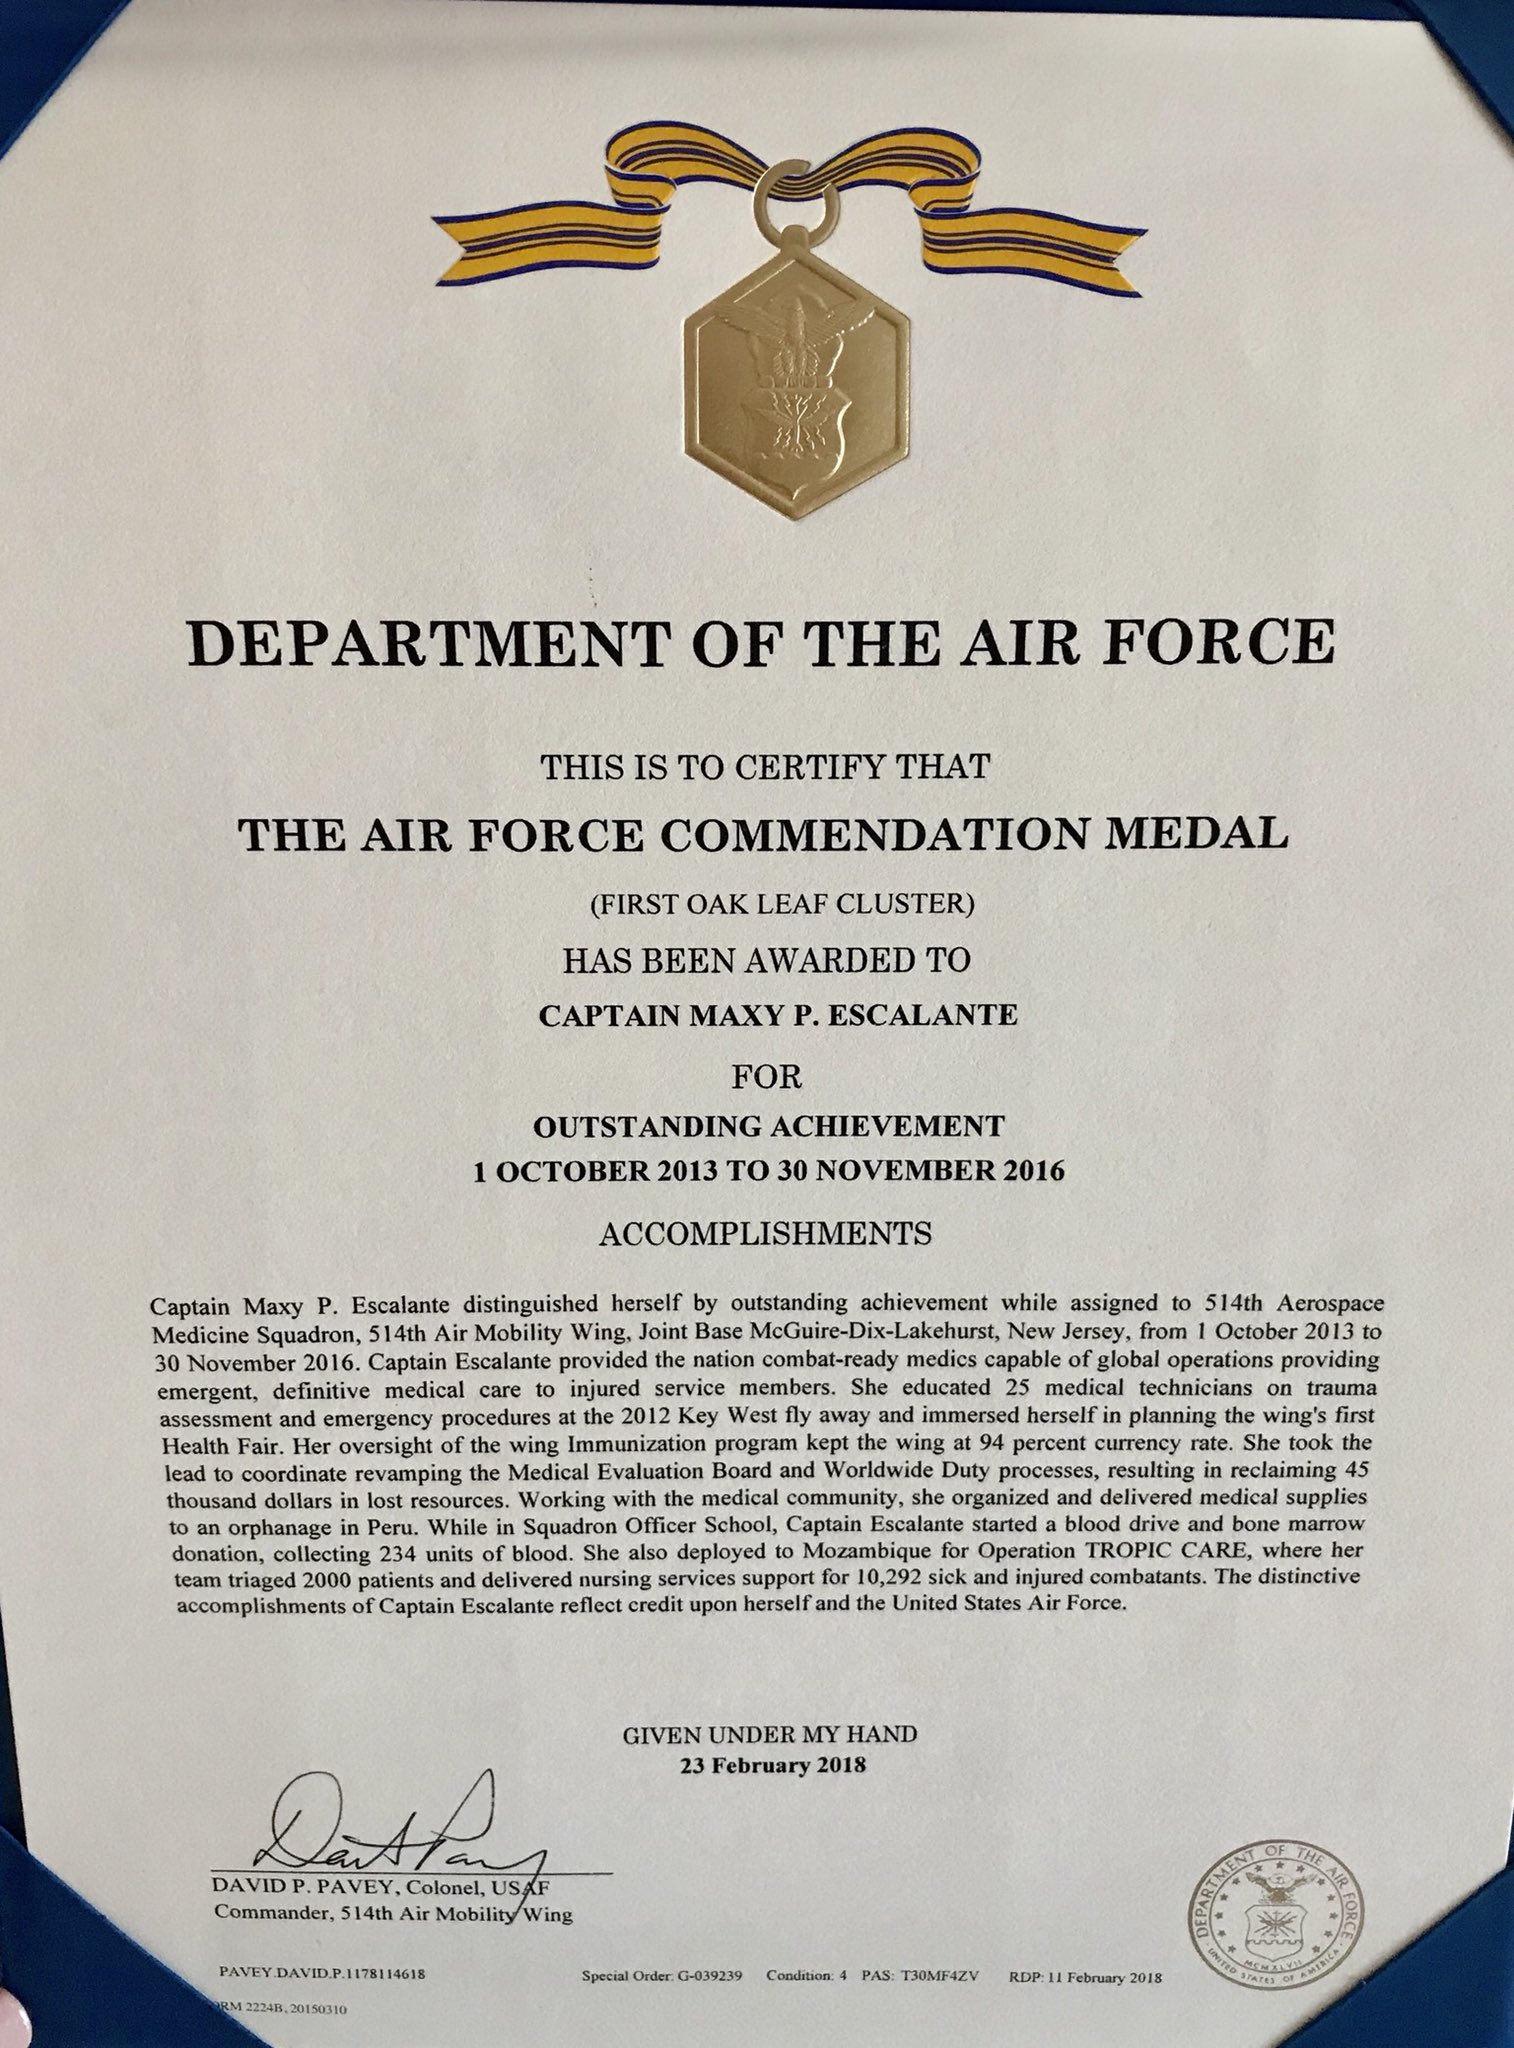 DEPARTMENT OF THE AIR FORCE
THIS IS TO CERTIFY THAT
THE AIR FORCE COMMENDATION MEDAL
(FIRST OAK LEAF CLUSTER)
HAS BEEN AWARDED TO
CAPTAIN MAXY P. ESCALANTE
FOR
OUTSTANDING ACHIEVEMENT
1 OCTOBER 2013 TO 30 NOVEMBER 2016
ACCOMPLISHMENTS
Captain Maxy P. Escalante distinguished herself by outstanding achievement while assigned to 514th Aerospace
Medicine Squadron, 514th Air Mobility Wing, Joint Base McGuire-Dix-Lakehurst, New Jersey, from 1 October 2013 to
30 November 2016. Captain Escalante provided the nation combat-ready medics capable of global operations providing
emergent, definitive medical care to injured service members. She educated 25 medical technicians on trauma
assessment and emergency procedures at the 2012 Key West fly away and immersed herself in planning the wing's first
Health Fair. Her oversight of the wing Immunization program kept the wing at 94 percent currency rate. She took the
lead to coordinate revamping the Medical Evaluation Board and Worldwide Duty processes, resulting in reclaiming 45
thousand dollars in lost resources. Working with the medical community, she organized and delivered medical supplies
to an orphanage in Peru. While in Squadron Officer School, Captain Escalante started a blood drive and bone marrow
donation, collecting 234 units of blood. She also deployed to Mozambique for Operation TROPIC CARE, where her
team triaged 2000 patients and delivered nursing services support for 10,292 sick and injured combatants. The distinctive
accomplishments of Captain Escalante reflect credit upon herself and the United States Air Force.
GIVEN UNDER MY HAND
23 February 2018
DAVID P. PAVEY, Colonel, USAF
Commander, 514th Air Mobility Wing
PAVEY.DAVID.P.1178114618
Special Order: G-039239 Condition: 4 PAS: T30MF4ZV RDP: 11 February 2018
RM 2224B, 20150310
DEPARTMENT OF THE AIR FORCE
MCMXLVII
UNITED STATES OF AMERICA